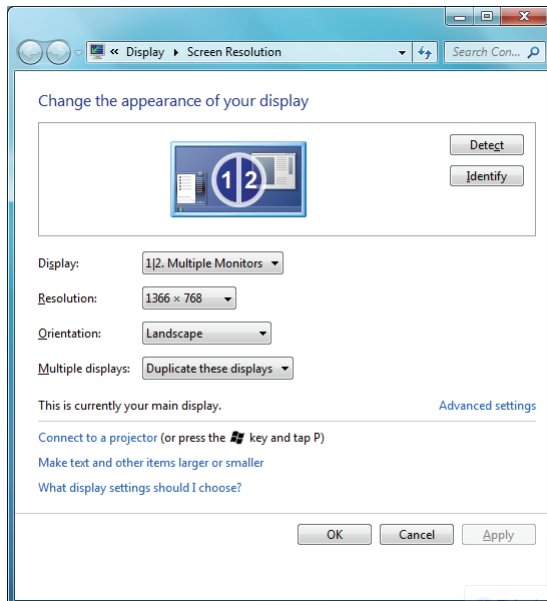 « Display ▸ Screen Resolution Search Con...
Change the appearance of your display
1 2
Detect
Identify
Display: 1|2. Multiple Monitors
Resolution: 1366 × 768
Orientation: Landscape
Multiple displays: Duplicate these displays
This is currently your main display. Advanced settings
Connect to a projector (or press the key and tap P)
Make text and other items larger or smaller
What display settings should I choose?
OK Cancel Apply